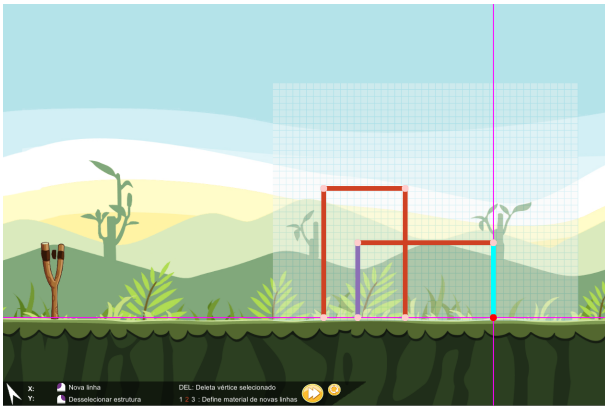 X: Nova linha DEL: Deleta vértice selecionado
Y: Desselecionar estrutura 1 2 3 : Define material de novas linhas